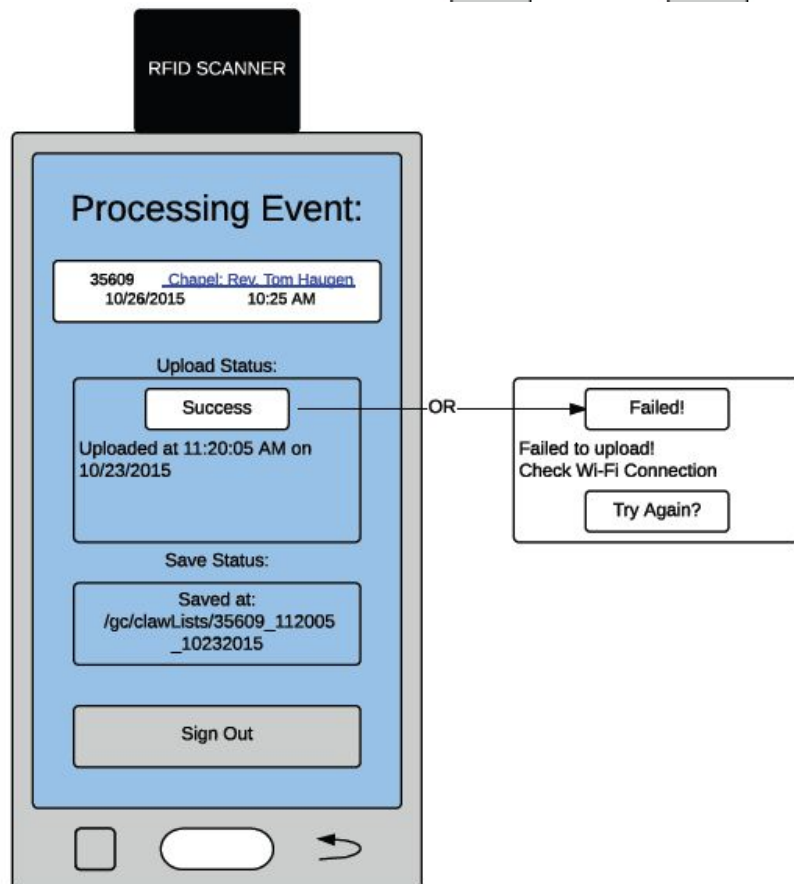 RFID SCANNER
Processing Event:
35609 Chapel: Rev. Tom Haugen
10/26/2015 10:25 AM
Upload Status:
Success
Uploaded at 11:20:05 AM on
10/23/2015
OR
Failed!
Failed to upload!
Check Wi-Fi Connection
Try Again?
Save Status:
Saved at:
/gc/clawLists/35609_112005
_10232015
Sign Out